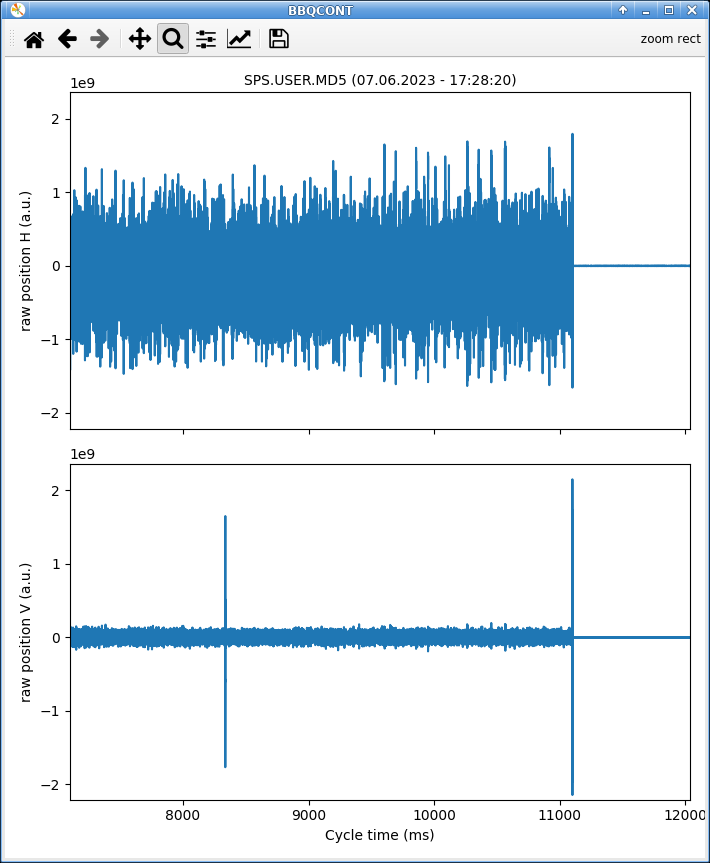 BBQCONT
zoom rect
1e9
SPS.USER.MD5 (07.06.2023 - 17:28:20)
2
1
0
−1
−2
raw position H (a.u.)
1e9
2
1
0
−1
−2
raw position V (a.u.)
8000 9000 10000 11000 12000
Cycle time (ms)